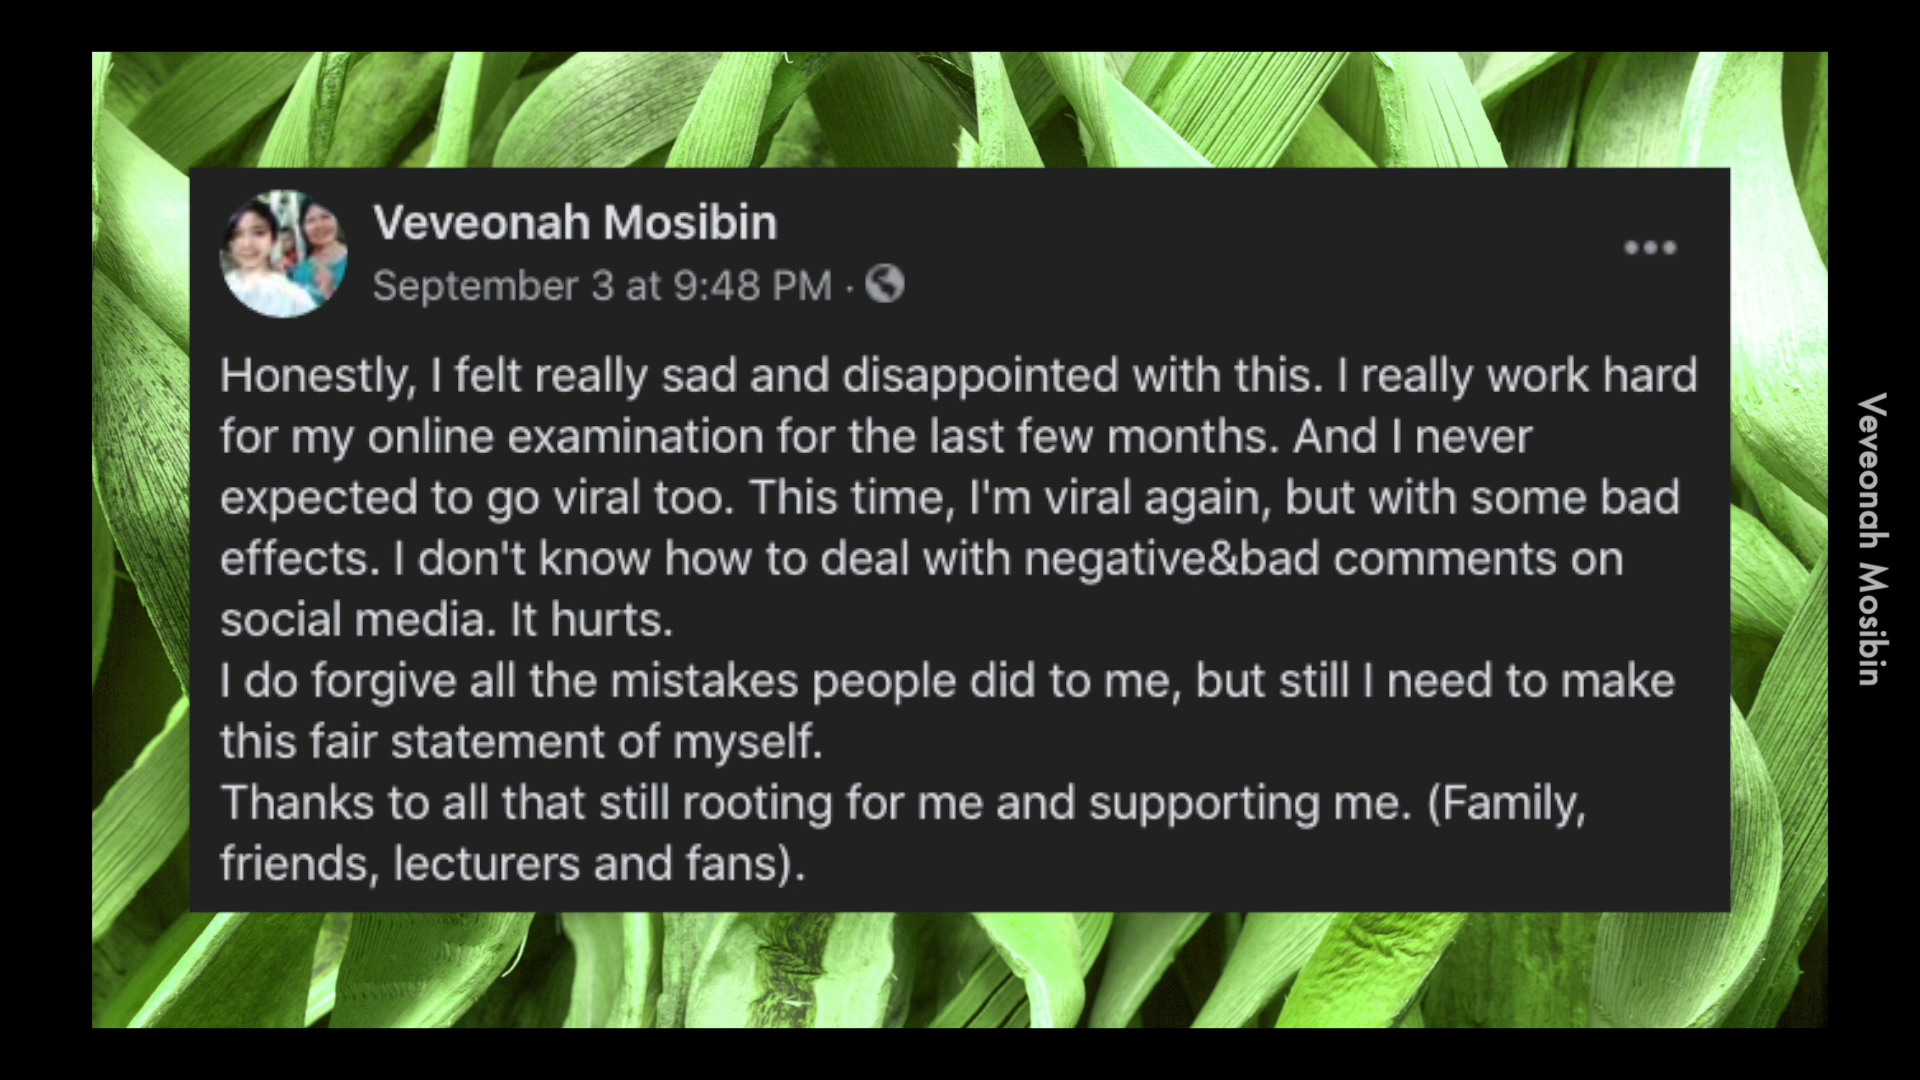 Veveonah Mosibin
September 3 at 9:48 PM ·
Honestly, I felt really sad and disappointed with this. I really work hard
for my online examination for the last few months. And I never
expected to go viral too. This time, I'm viral again, but with some bad
effects. I don't know how to deal with negative&bad comments on
social media. It hurts.
I do forgive all the mistakes people did to me, but still I need to make
this fair statement of myself.
Thanks to all that still rooting for me and supporting me. (Family,
friends, lecturers and fans).
Veveonah Mosibin